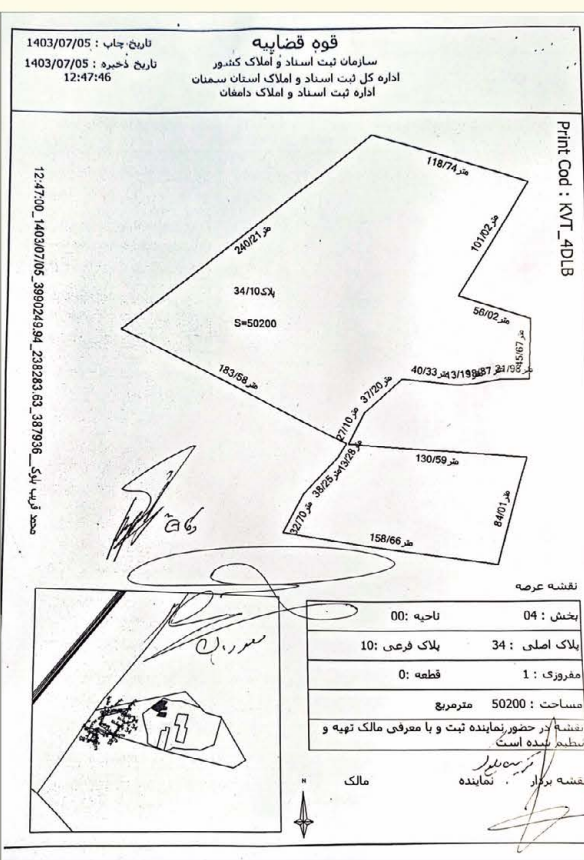 قوه قضاییه
سازمان ثبت اسناد و املاک کشور
اداره کل ثبت اسناد و املاک استان سمنان
اداره ثبت اسناد و املاک دامغان
تاریخ چاپ : 1403/07/05
تاریخ ذخیره : 1403/07/05
12:47:46
Print Cod : KVT_4DLB
118/74 متر
101/02 متر
240/21 متر
پلاک 34/10
S=50200
56/02 متر
183/58 متر
40/33 متر
37/20 متر
27/10 متر
13/28 متر
130/59 متر
38/25 متر
32/70 متر
84/01 متر
158/66 متر
12:47:00_1403/07/05_3990249.94_238283.63_387936__محمد قریب بلوک
نقشه عرصه
بخش : 04
ناحیه :00
پلاک اصلی : 34
پلاک فرعی :10
مفروزی : 1
قطعه :0
مساحت : 50200 مترمربع
نقشه در حضور نماینده ثبت و با معرفی مالک تهیه و
تنظیم شده است
نقشه بردار
نماینده
مالک
N